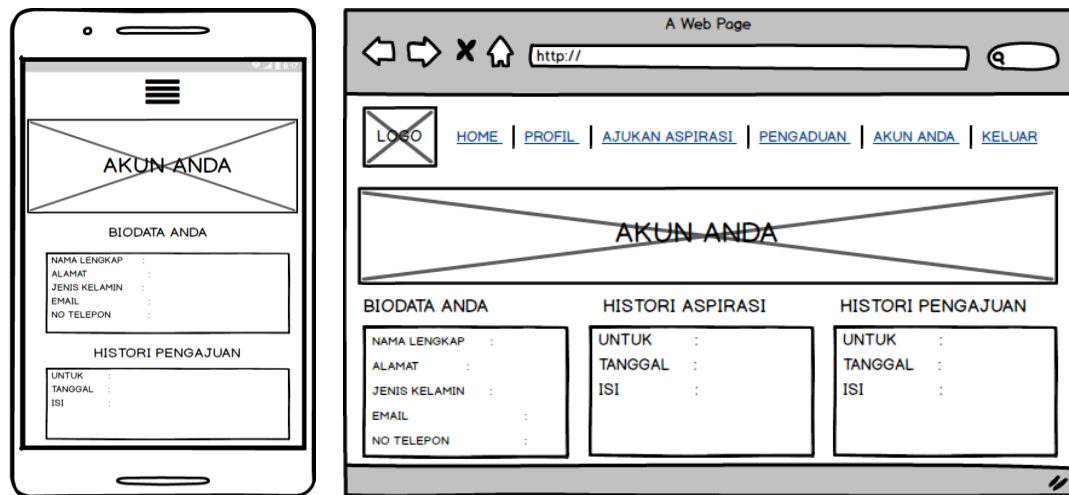 AKUN ANDA
BIODATA ANDA
NAMA LENGKAP :
ALAMAT :
JENIS KELAMIN :
EMAIL :
NO TELEPON :
HISTORI PENGAJUAN
UNTUK :
TANGGAL :
ISI :
A Web Page
http://
LOGO HOME | PROFIL | AJUKAN ASPIRASI | PENGADUAN | AKUN ANDA | KELUAR
AKUN ANDA
BIODATA ANDA
NAMA LENGKAP :
ALAMAT :
JENIS KELAMIN :
EMAIL :
NO TELEPON :
HISTORI ASPIRASI
UNTUK :
TANGGAL :
ISI :
HISTORI PENGAJUAN
UNTUK :
TANGGAL :
ISI :